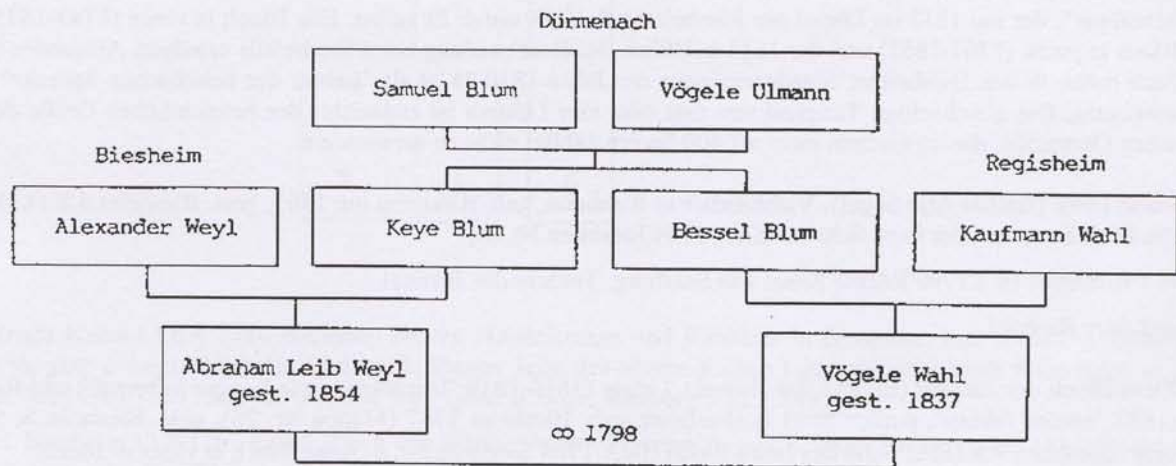 Dürmenach
Samuel Blum
Vögele Ulmann
Biesheim
Regisheim
Alexander Weyl
Keye Blum
Bessel Blum
Kaufmann Wahl
Abraham Leib Weyl
gest. 1854
Vögele Wahl
gest. 1837
∞ 1798